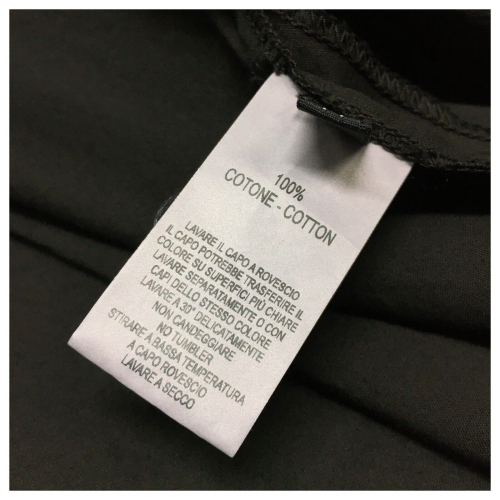 100%
COTONE - COTTON
LAVARE IL CAPO A ROVESCIO
IL CAPO POTREBBE TRASFERIRE IL
COLORE SU SUPERFICI PIÙ CHIARE
LAVARE SEPARATAMENTE O CON
CAPI DELLO STESSO COLORE
LAVARE A 30° DELICATAMENTE
NON CANDEGGIARE
NO TUMBLER
STIRARE A BASSA TEMPERATURA
A CAPO ROVESCIO
LAVARE A SECCO